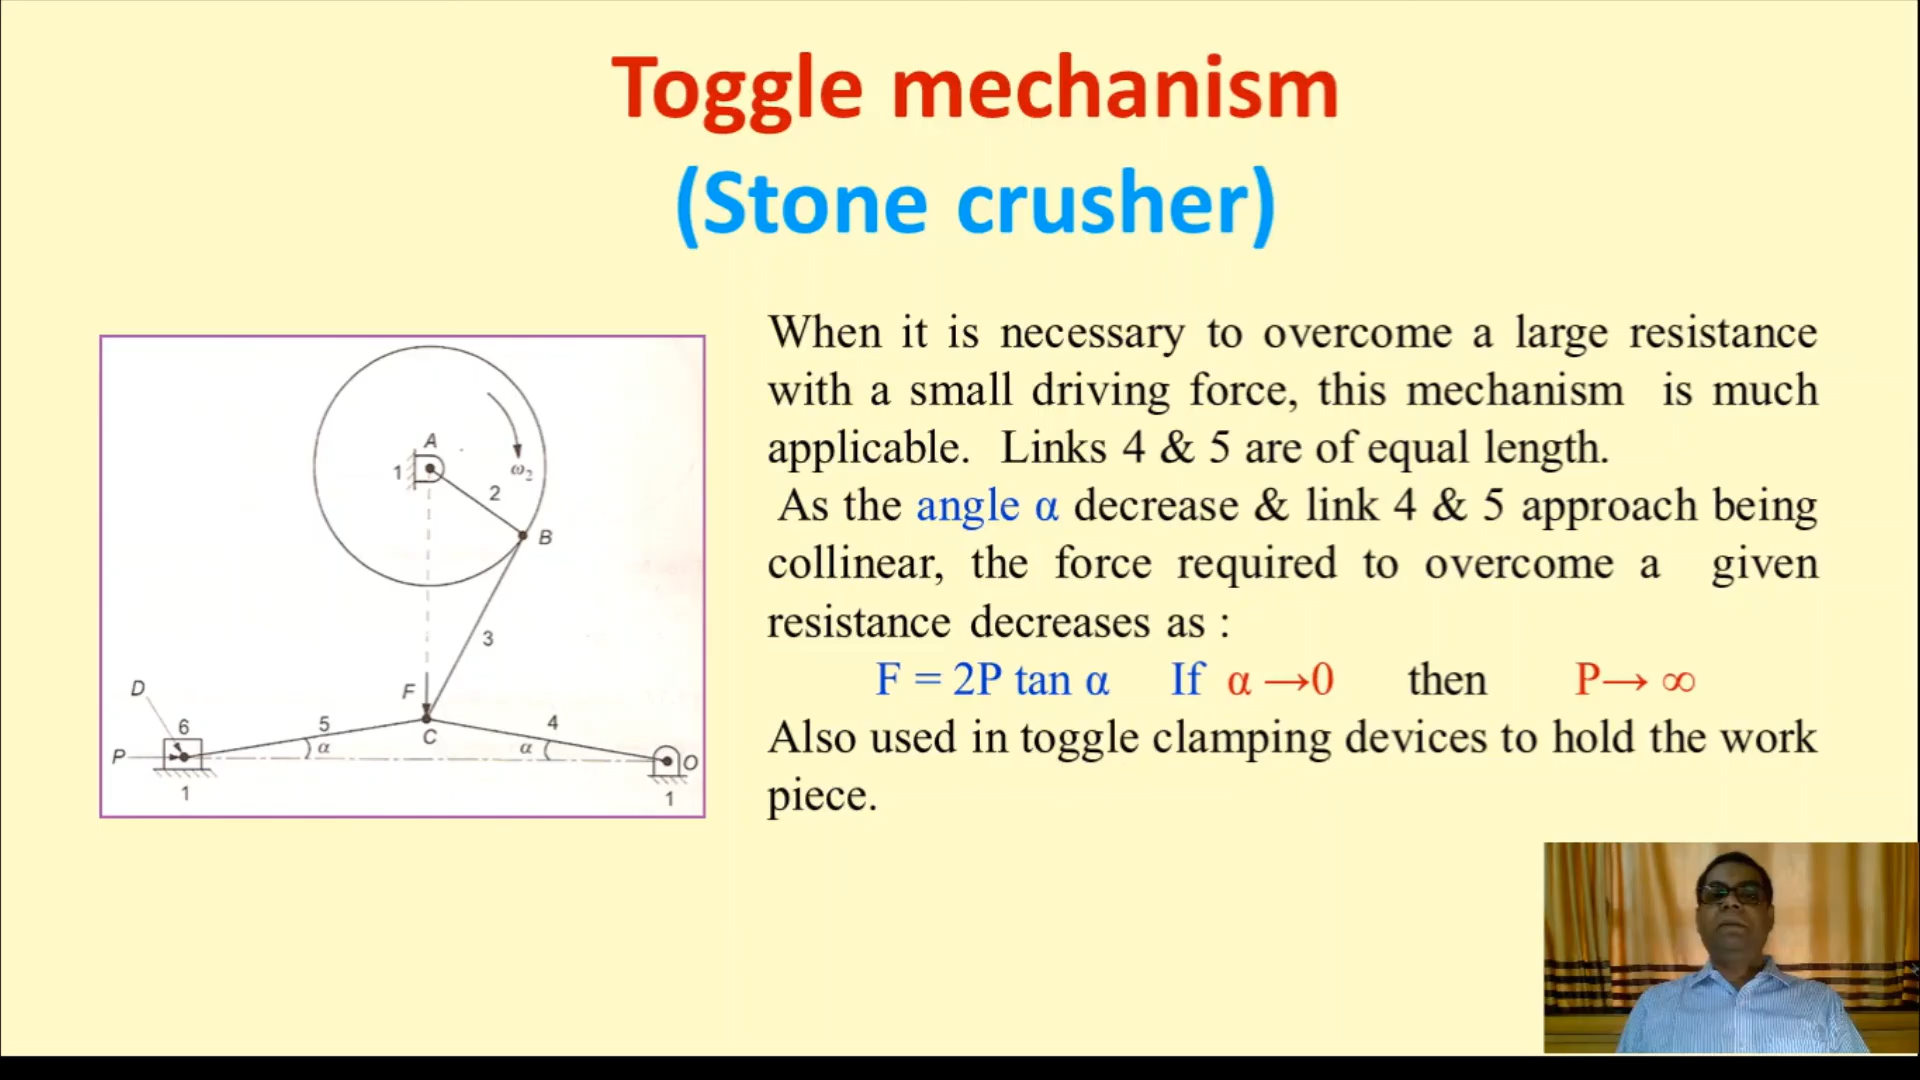 Toggle mechanism
(Stone crusher)
When it is necessary to overcome a large resistance
with a small driving force, this mechanism is much
applicable. Links 4 & 5 are of equal length.
As the angle α decrease & link 4 & 5 approach being
collinear, the force required to overcome a given
resistance decreases as :
F = 2P tan α If α →0 then P→ ∞
Also used in toggle clamping devices to hold the work
piece.
A
1
ω₂
2
B
3
D
F
6
5
4
C
α
α
P
O
1
1